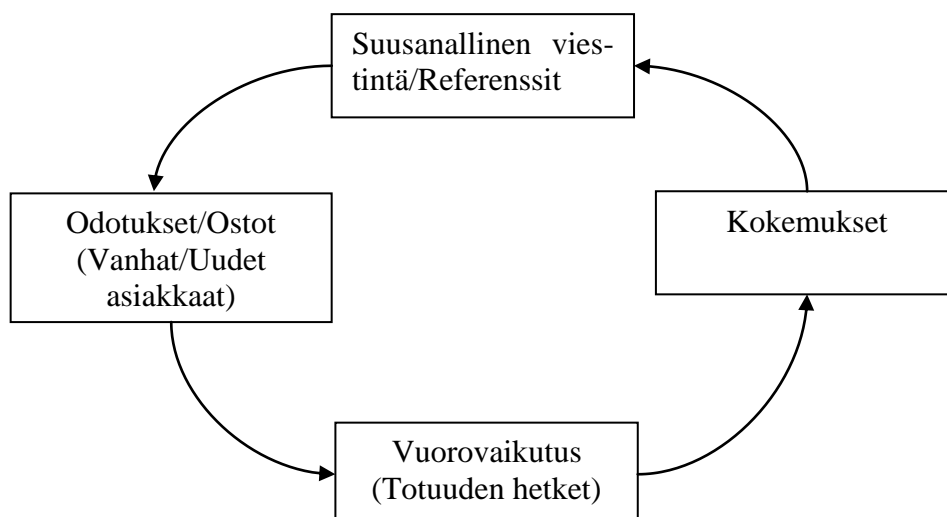 Suusanallinen vies-
tintä/Referenssit
Odotukset/Ostot
(Vanhat/Uudet
asiakkaat)
Kokemukset
Vuorovaikutus
(Totuuden hetket)